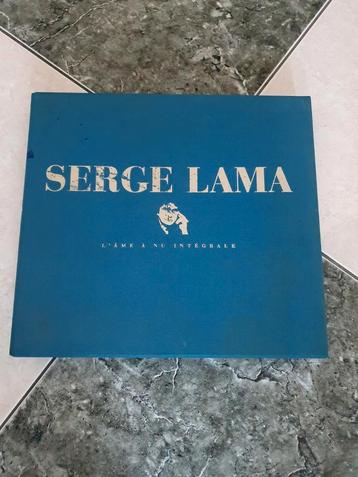 SERGE LAMA
L'ÂME À NU INTÉGRALE